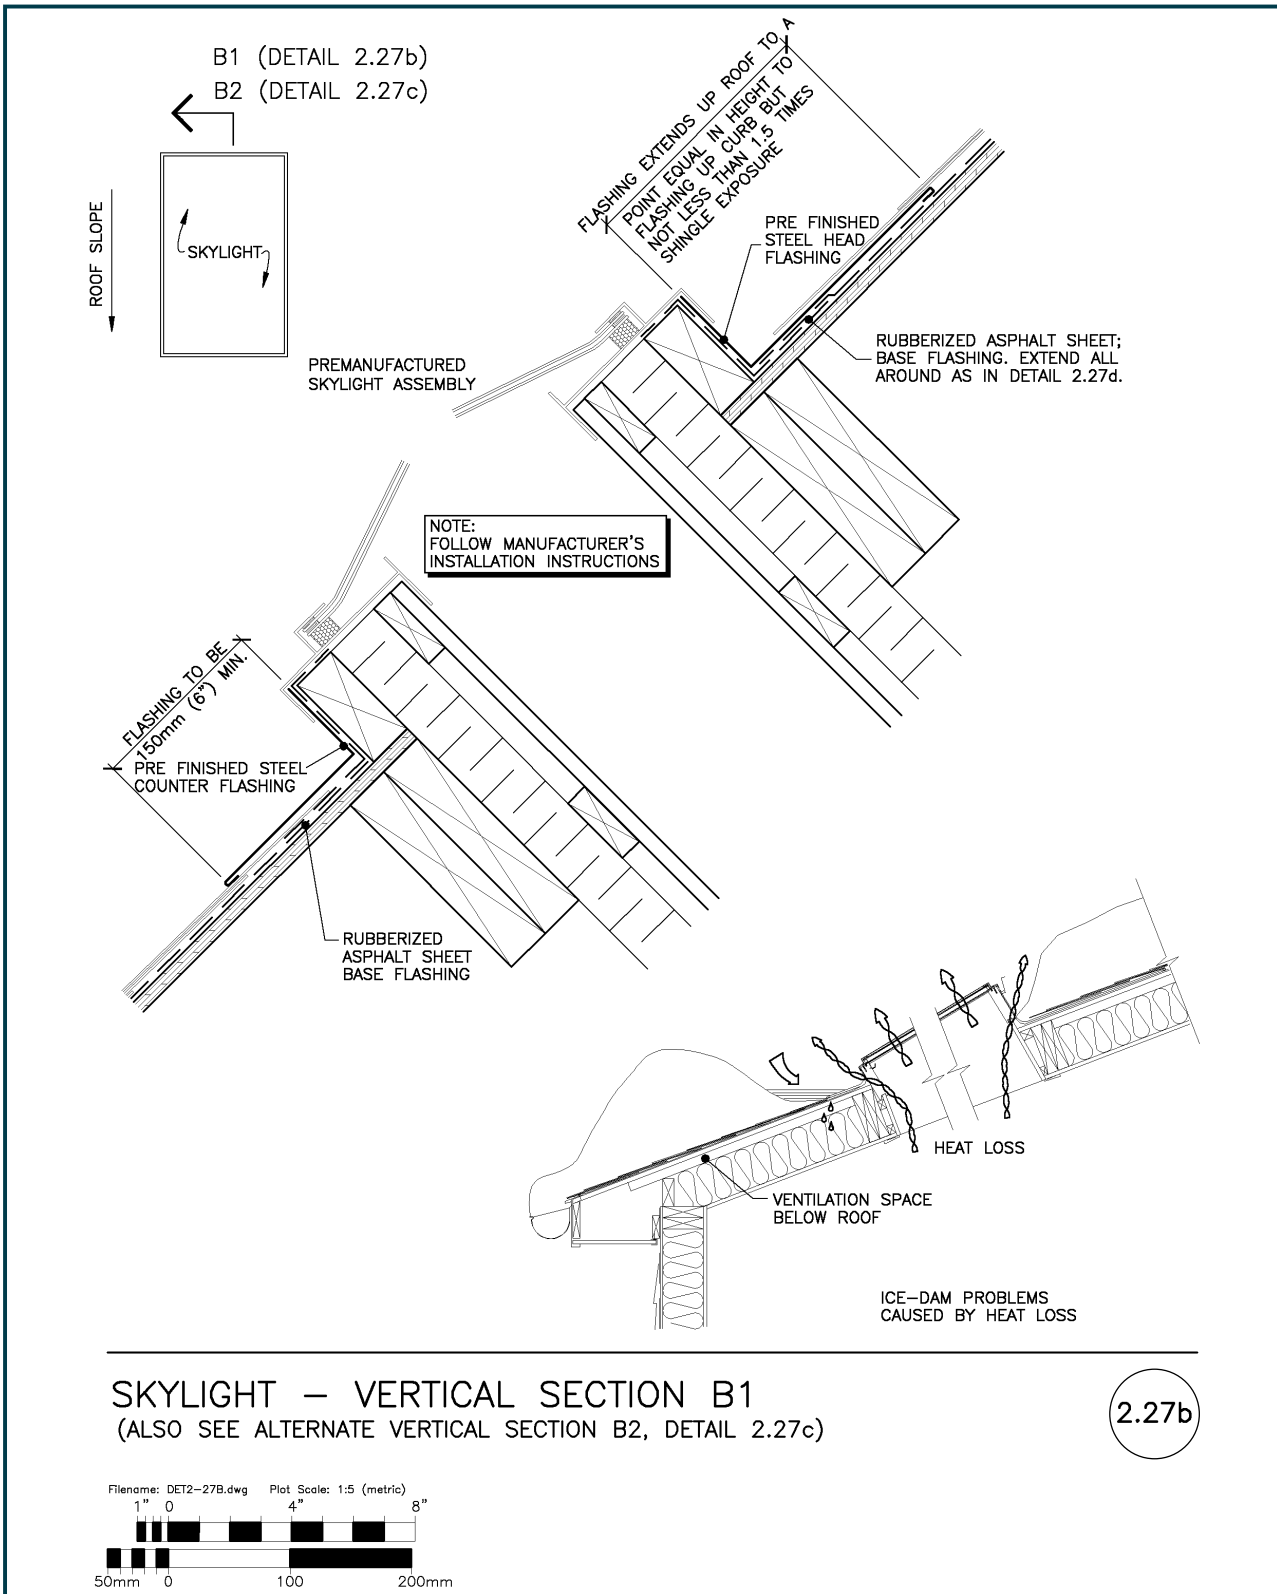 B1 (DETAIL 2.27b)
B2 (DETAIL 2.27c)
ROOF SLOPE
SKYLIGHT
FLASHING EXTENDS UP ROOF TO A
POINT EQUAL IN HEIGHT TO
FLASHING UP CURB BUT
NOT LESS THAN 1.5 TIMES
SHINGLE EXPOSURE
PRE FINISHED
STEEL HEAD
FLASHING
RUBBERIZED ASPHALT SHEET;
BASE FLASHING. EXTEND ALL
AROUND AS IN DETAIL 2.27d.
PREMANUFACTURED
SKYLIGHT ASSEMBLY
NOTE:
FOLLOW MANUFACTURER'S
INSTALLATION INSTRUCTIONS
FLASHING TO BE
150mm (6") MIN.
PRE FINISHED STEEL
COUNTER FLASHING
RUBBERIZED
ASPHALT SHEET
BASE FLASHING
HEAT LOSS
VENTILATION SPACE
BELOW ROOF
ICE-DAM PROBLEMS
CAUSED BY HEAT LOSS
SKYLIGHT - VERTICAL SECTION B1
(ALSO SEE ALTERNATE VERTICAL SECTION B2, DETAIL 2.27c)
2.27b
Filename: DET2-27B.dwg Plot Scale: 1:5 (metric)
1" 0 4" 8"
50mm 0 100 200mm